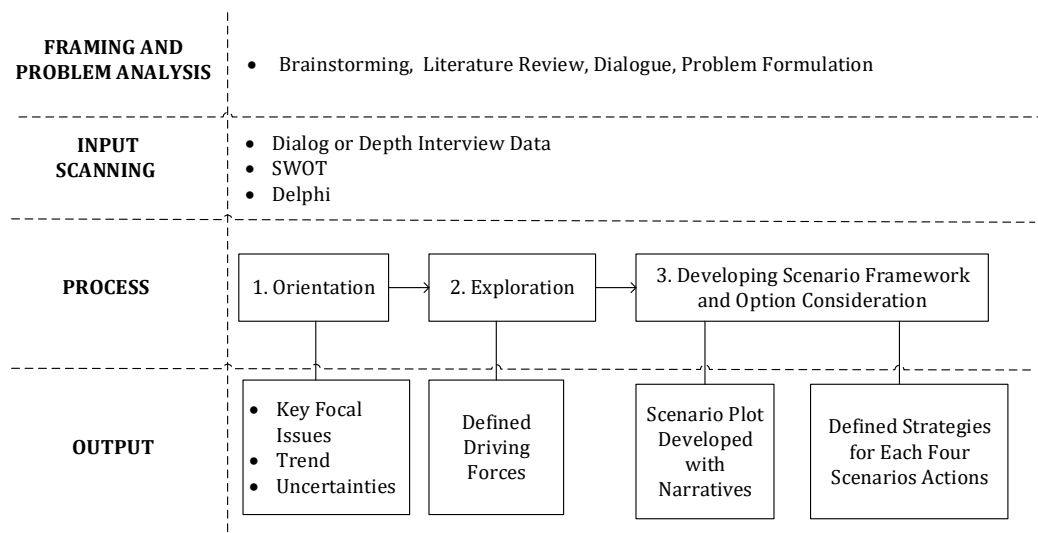 FRAMING AND
PROBLEM ANALYSIS
• Brainstorming, Literature Review, Dialogue, Problem Formulation
INPUT
SCANNING
• Dialog or Depth Interview Data
• SWOT
• Delphi
PROCESS
1. Orientation
2. Exploration
3. Developing Scenario Framework
and Option Consideration
OUTPUT
• Key Focal
Issues
• Trend
• Uncertainties
Defined
Driving
Forces
Scenario Plot
Developed
with
Narratives
Defined Strategies
for Each Four
Scenarios Actions